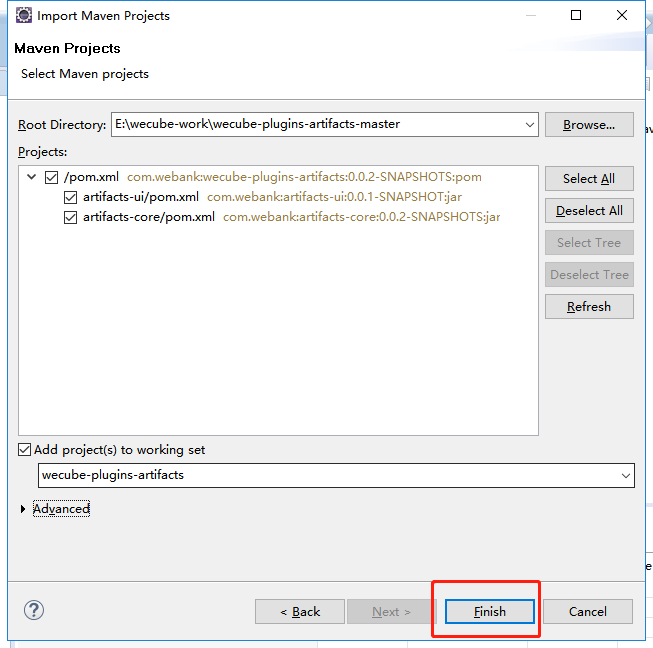 Import Maven Projects
Maven Projects
Select Maven projects
Root Directory: E:\wecube-work\wecube-plugins-artifacts-master Browse...
Projects:
/pom.xml com.webank:wecube-plugins-artifacts:0.0.2-SNAPSHOTS:pom
artifacts-ui/pom.xml com.webank:artifacts-ui:0.0.1-SNAPSHOT:jar
artifacts-core/pom.xml com.webank:artifacts-core:0.0.2-SNAPSHOTS:jar
Select All
Deselect All
Select Tree
Deselect Tree
Refresh
Add project(s) to working set
wecube-plugins-artifacts
Advanced
? < Back Next > Finish Cancel